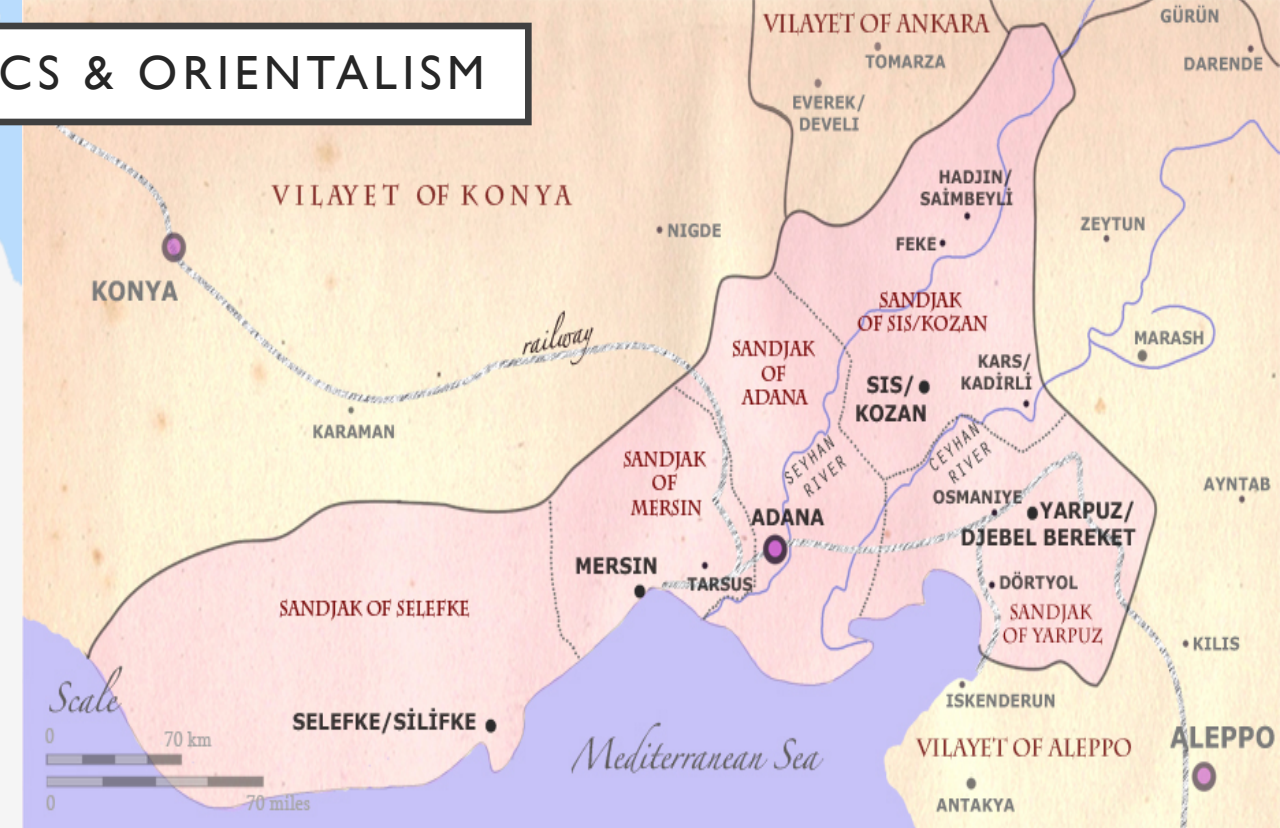 CS & ORIENTALISM
VILAYET OF ANKARA
GÜRÜN
TOMARZA
DARENDE
EVEREK/
DEVELI
VILAYET OF KONYA
HADJIN/
SAİMBEYLİ
NIGDE
ZEYTUN
FEKE
KONYA
SANDJAK
OF SIS/KOZAN
railway
MARASH
SANDJAK
OF
ADANA
KARS/
KADİRLİ
SIS/
KOZAN
KARAMAN
SEYHAN
RIVER
CEYHAN
RIVER
SANDJAK
OF
MERSIN
AYNTAB
OSMANIYE
YARPUZ/
DJEBEL BEREKET
ADANA
MERSIN
TARSUS
DÖRTYOL
SANDJAK OF SELEFKE
SANDJAK
OF YARPUZ
KILIS
Scale
0
70 km
0
70 miles
ISKENDERUN
SELEFKE/SİLİFKE
Mediterranean Sea
VILAYET OF ALEPPO
ALEPPO
ANTAKYA